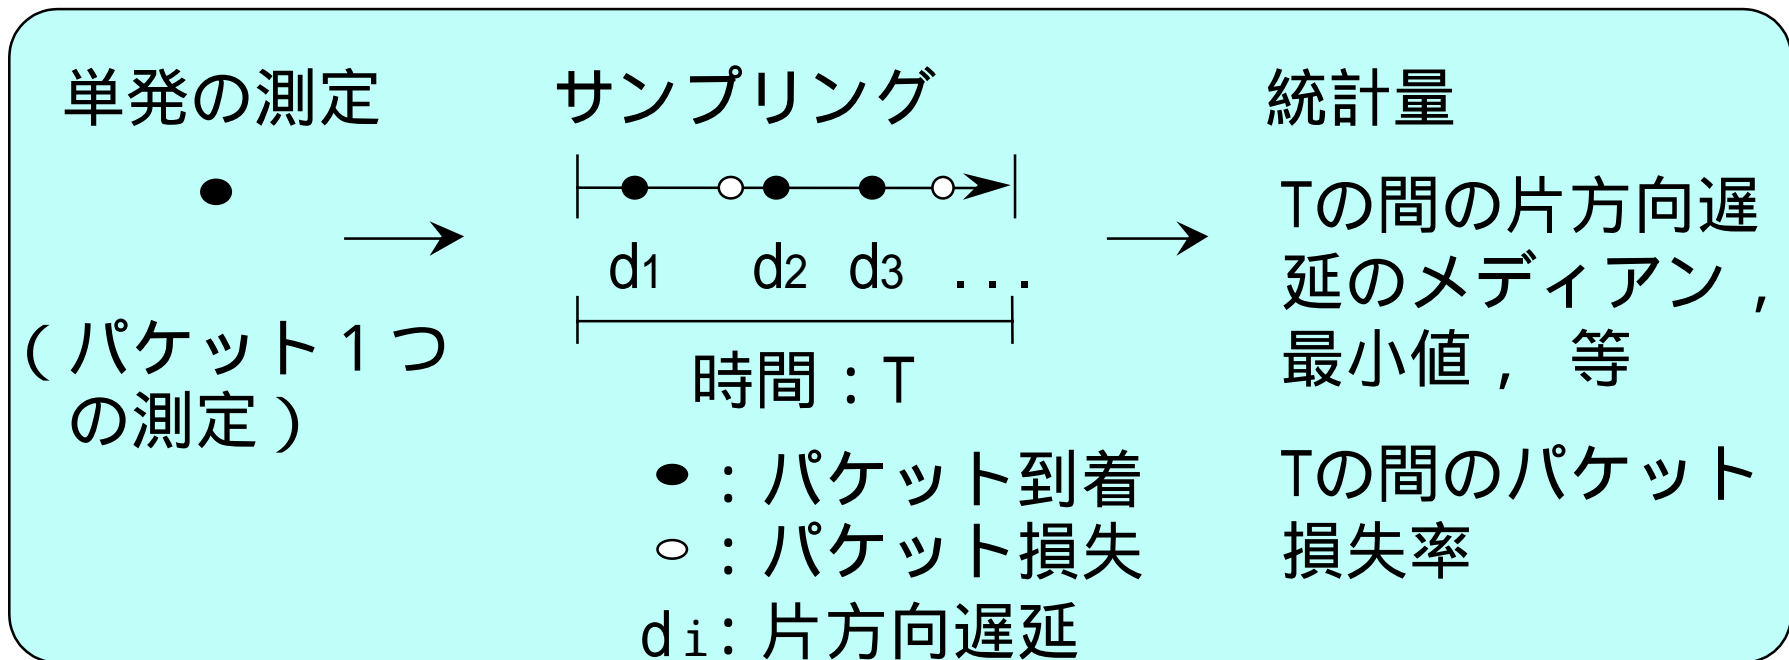 単発の測定
(パケット1つ
の測定)
サンプリング
d1 d2 d3 ...
時間:T
:パケット到着
:パケット損失
di:片方向遅延
統計量
Tの間の片方向遅
延のメディアン,
最小値, 等
Tの間のパケット
損失率